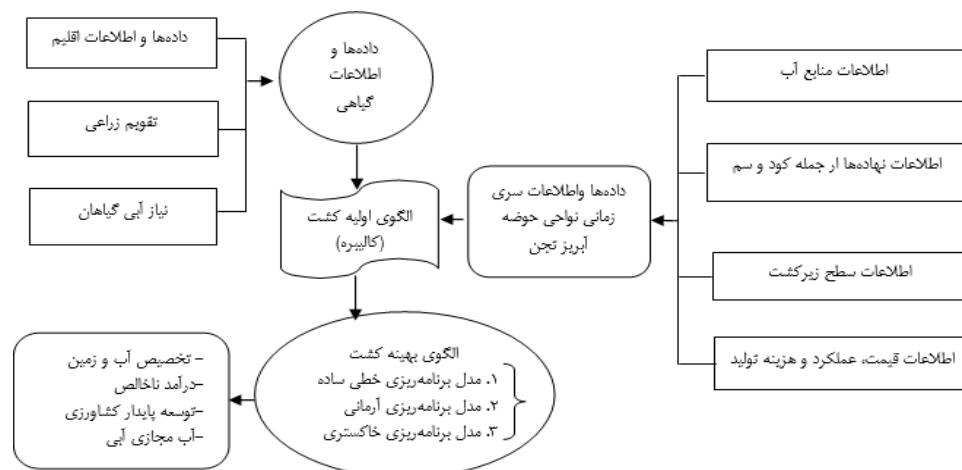 داده‌ها و اطلاعات اقلیم
تقویم زراعی
نیاز آبی گیاهان
داده‌ها و
اطلاعات
گیاهی
اطلاعات منابع آب
اطلاعات نهاده‌ها از جمله کود و سم
اطلاعات سطح زیرکشت
اطلاعات قیمت، عملکرد و هزینه تولید
داده‌ها واطلاعات سری
زمانی نواحی حوضه
آبریز تجن
الگوی اولیه کشت
(کالیبره)
الگوی بهینه کشت
۱. مدل برنامه‌ریزی خطی ساده
۲. مدل برنامه‌ریزی آرمانی
۳. مدل برنامه‌ریزی خاکستری
- تخصیص آب و زمین
-درآمد ناخالص
-توسعه پایدار کشاورزی
-آب مجازی آبی